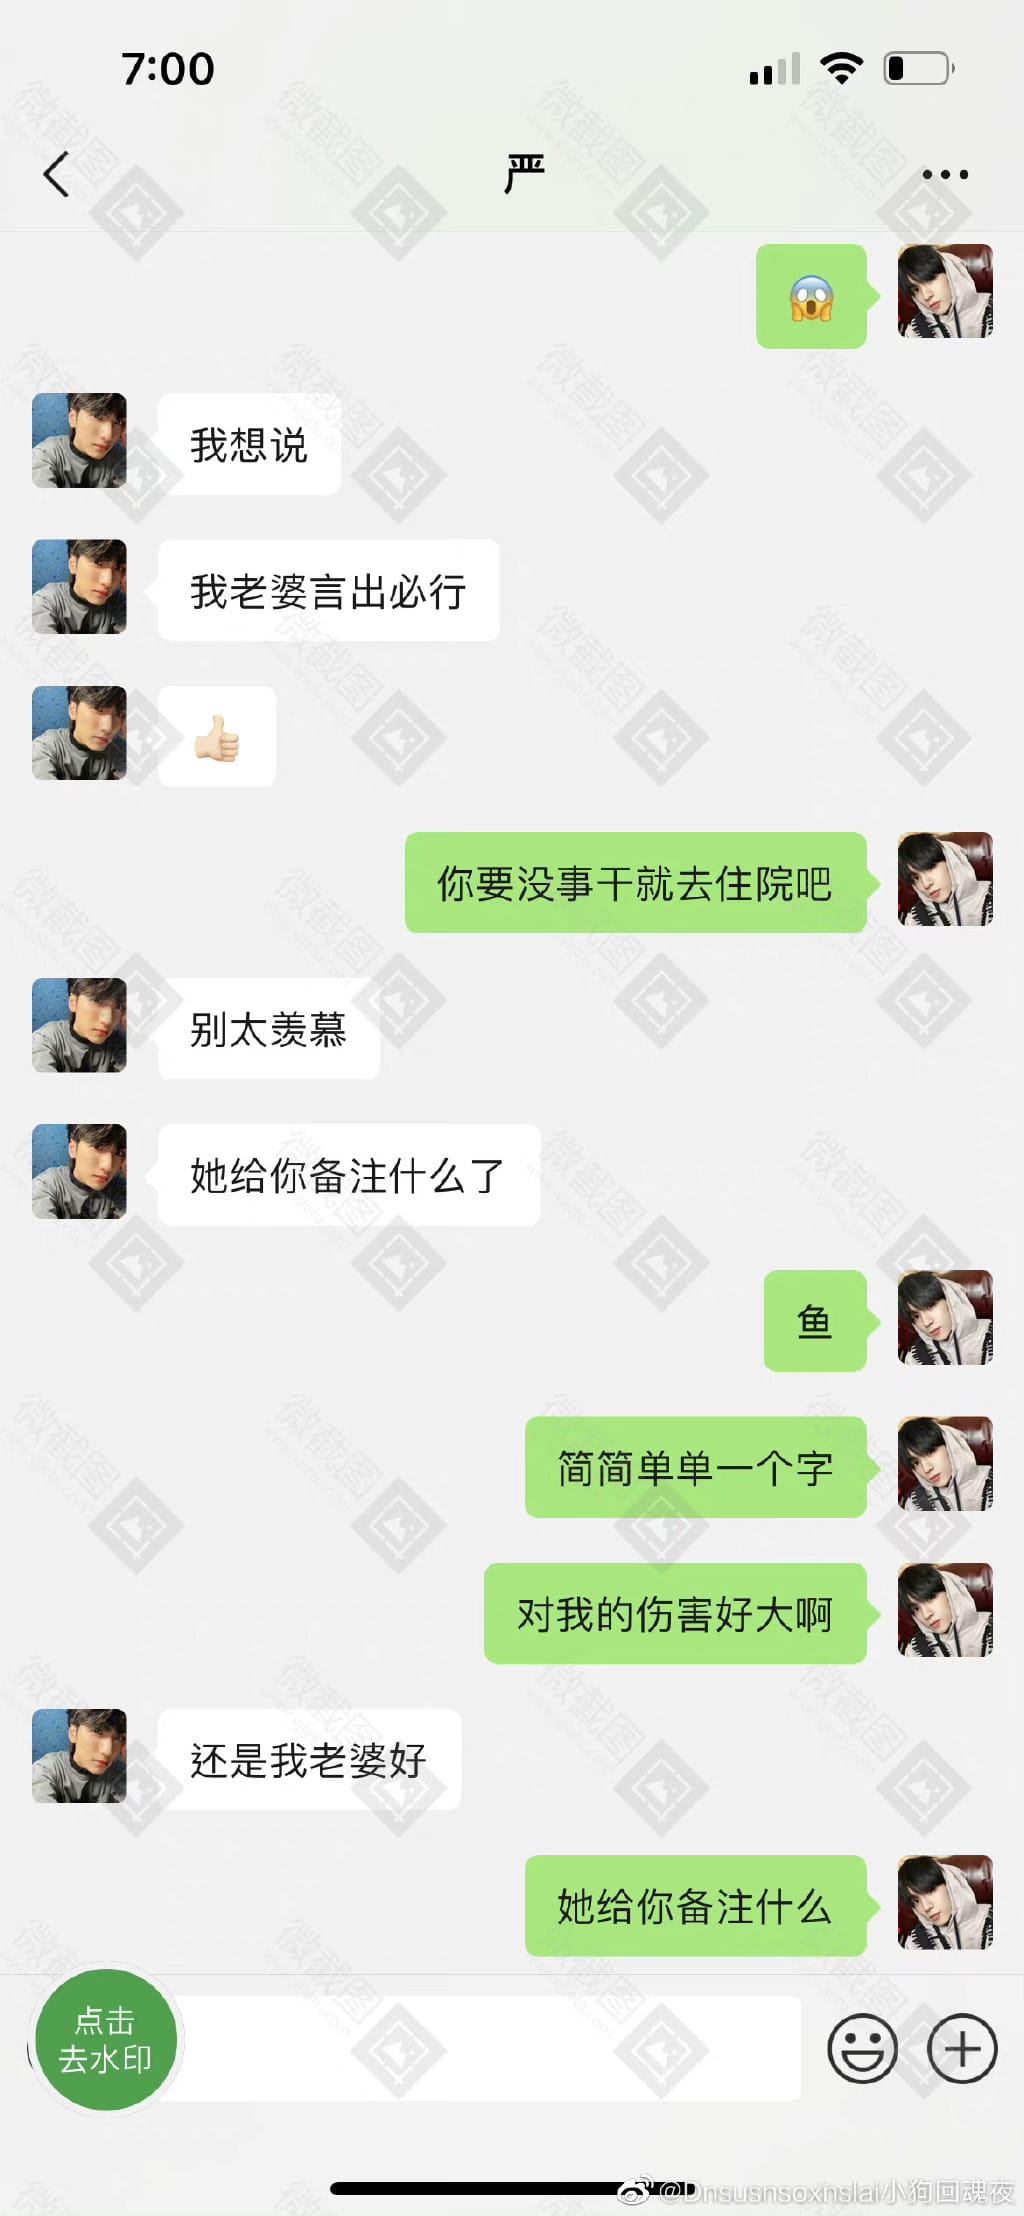 7:00
严
😱
我想说
我老婆言出必行
👍🏻
你要没事干就去住院吧
别太羡慕
她给你备注什么了
鱼
简简单单一个字
对我的伤害好大啊
还是我老婆好
她给你备注什么
点击
去水印
微截图
@Dnsusnsoxnslai小狗回魂夜